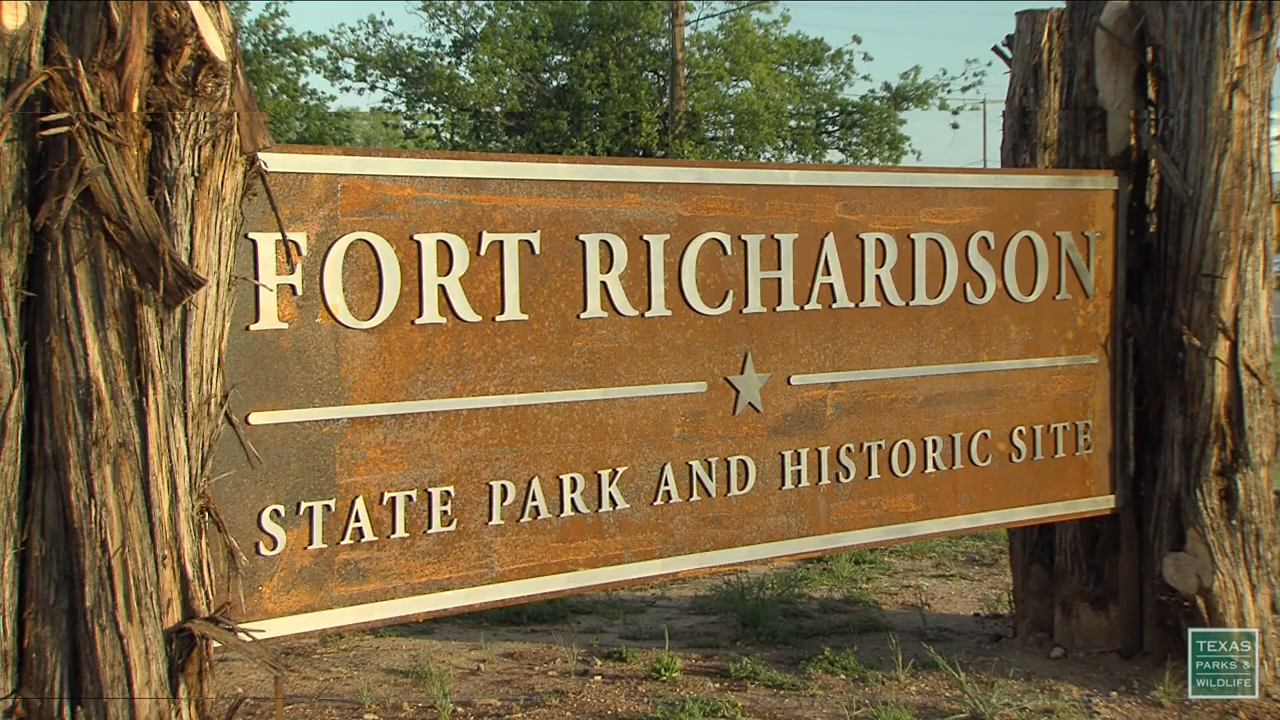 FORT RICHARDSON
STATE PARK AND HISTORIC SITE
TEXAS
PARKS &
WILDLIFE